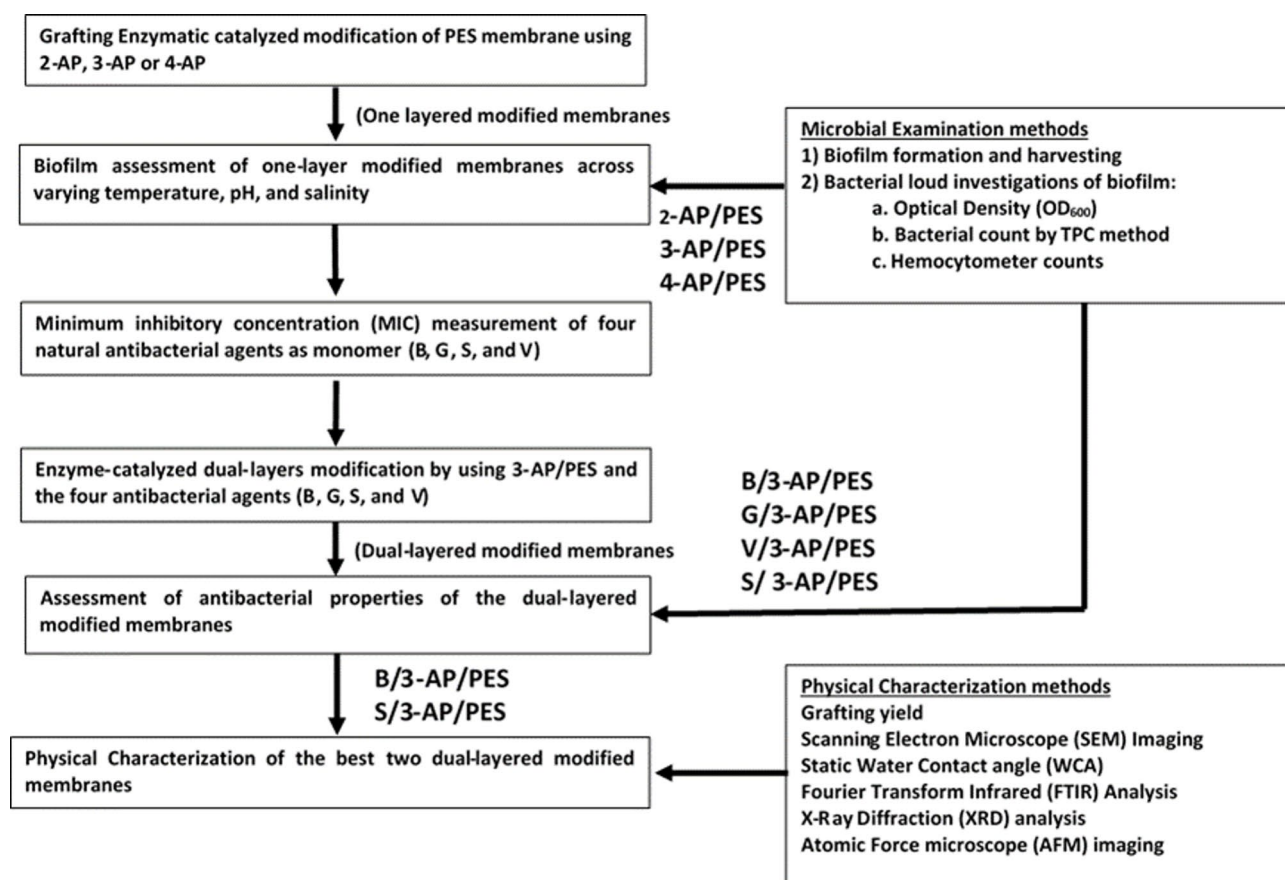 Grafting Enzymatic catalyzed modification of PES membrane using
2-AP, 3-AP or 4-AP
(One layered modified membranes
Biofilm assessment of one-layer modified membranes across
varying temperature, pH, and salinity
Microbial Examination methods
1) Biofilm formation and harvesting
2) Bacterial loud investigations of biofilm:
a. Optical Density (OD₆₀₀)
b. Bacterial count by TPC method
c. Hemocytometer counts
2-AP/PES
3-AP/PES
4-AP/PES
Minimum inhibitory concentration (MIC) measurement of four
natural antibacterial agents as monomer (B, G, S, and V)
Enzyme-catalyzed dual-layers modification by using 3-AP/PES and
the four antibacterial agents (B, G, S, and V)
(Dual-layered modified membranes
B/3-AP/PES
G/3-AP/PES
V/3-AP/PES
S/ 3-AP/PES
Assessment of antibacterial properties of the dual-layered
modified membranes
B/3-AP/PES
S/3-AP/PES
Physical Characterization of the best two dual-layered modified
membranes
Physical Characterization methods
Grafting yield
Scanning Electron Microscope (SEM) Imaging
Static Water Contact angle (WCA)
Fourier Transform Infrared (FTIR) Analysis
X-Ray Diffraction (XRD) analysis
Atomic Force microscope (AFM) imaging